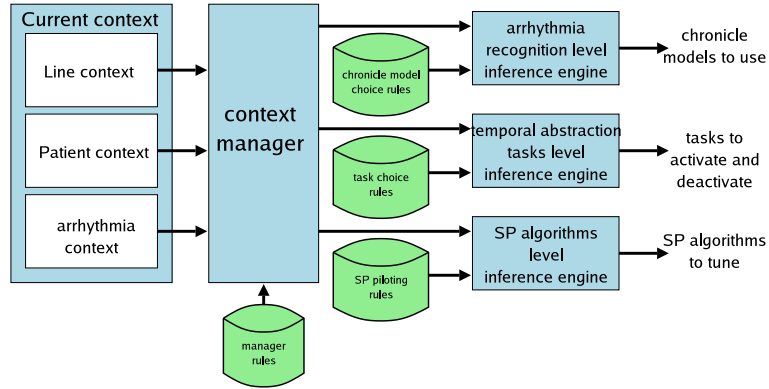 Current context
Line context
Patient context
arrhythmia
context
context
manager
manager
rules
chronicle model
choice rules
task choice
rules
SP piloting
rules
arrhythmia
recognition level
inference engine
temporal abstraction
tasks level
inference engine
SP algorithms
level
inference engine
chronicle
models to use
tasks to
activate and
deactivate
SP algorithms
to tune